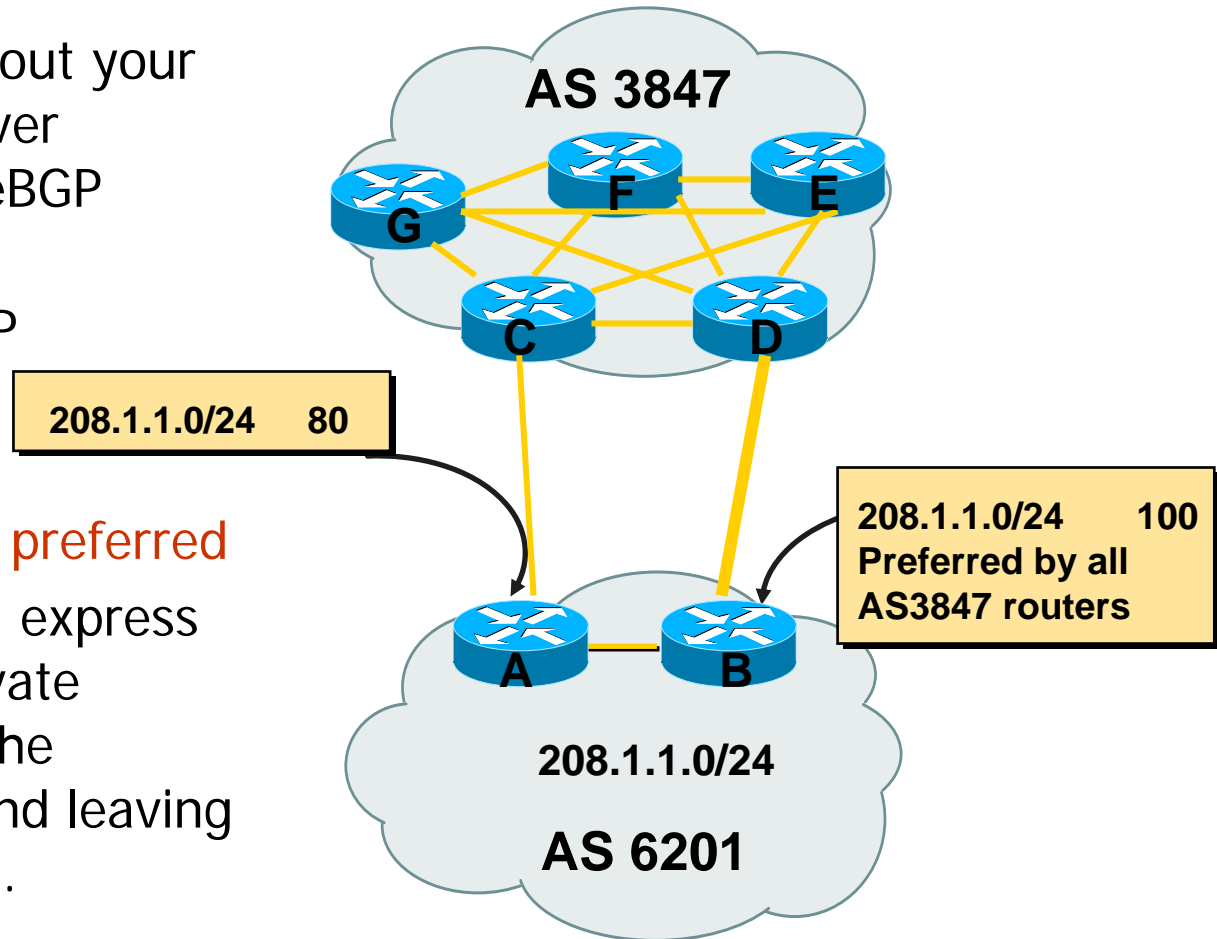 out your
ver
eBGP
P
preferred
express
vate
he
nd leaving
.
AS 3847
F
E
G
C
D
208.1.1.0/24 80
208.1.1.0/24 100
Preferred by all
AS3847 routers
A
B
208.1.1.0/24
AS 6201